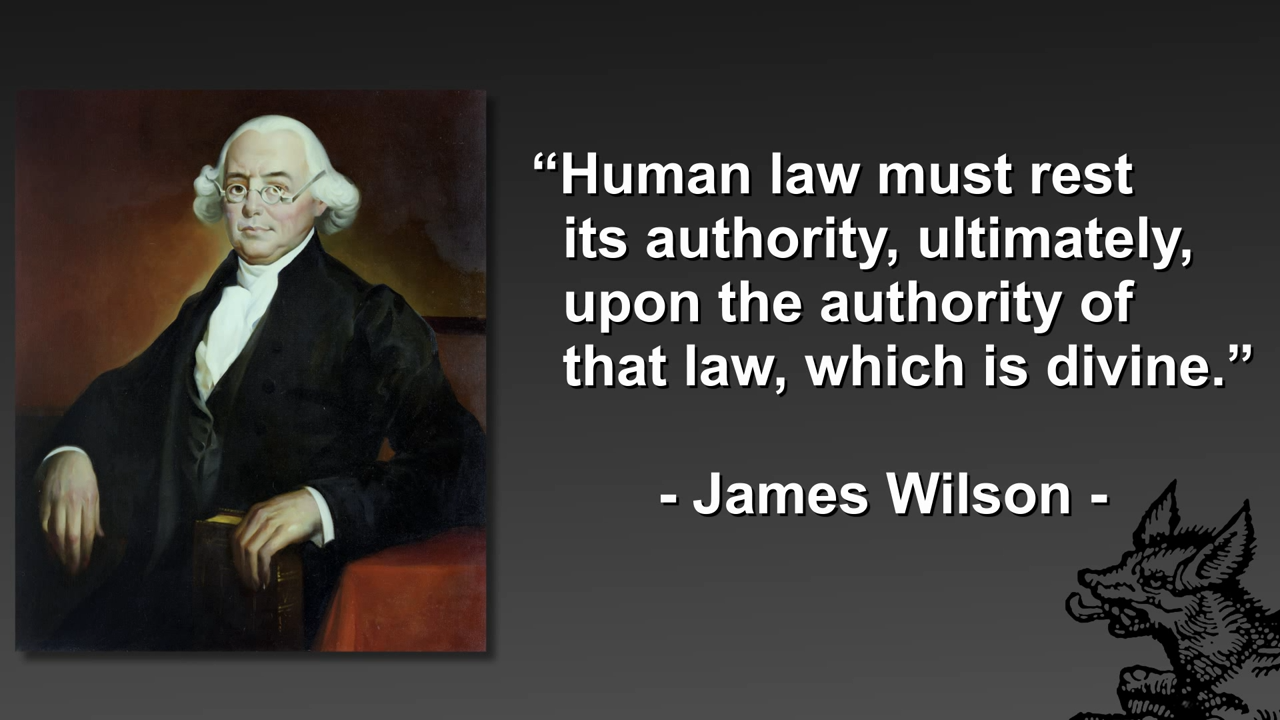 “Human law must rest
its authority, ultimately,
upon the authority of
that law, which is divine.”
- James Wilson -